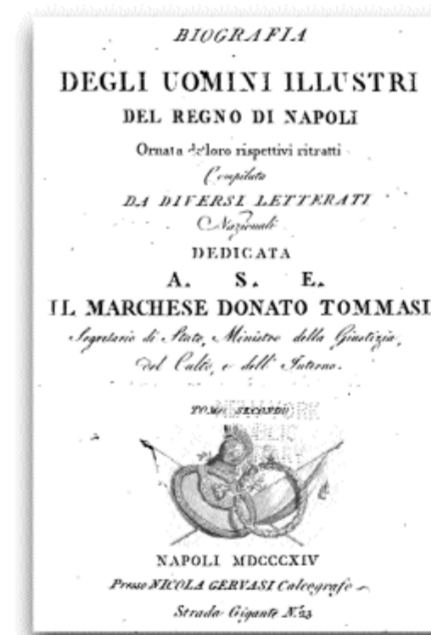 BIOGRAFIA
DEGLI UOMINI ILLUSTRI
DEL REGNO DI NAPOLI
Ornata de' loro rispettivi ritratti
Compilata
DA DIVERSI LETTERATI
Nazionali
DEDICATA
A. S. E.
IL MARCHESE DONATO TOMMASI
Segretario di Stato, Ministro della Giustizia,
del Culto, e dell' Interno.
TOMO SECONDO
NAPOLI MDCCCXIV
Presso NICOLA GERVASI Calcografo
Strada Gigante N.º 23